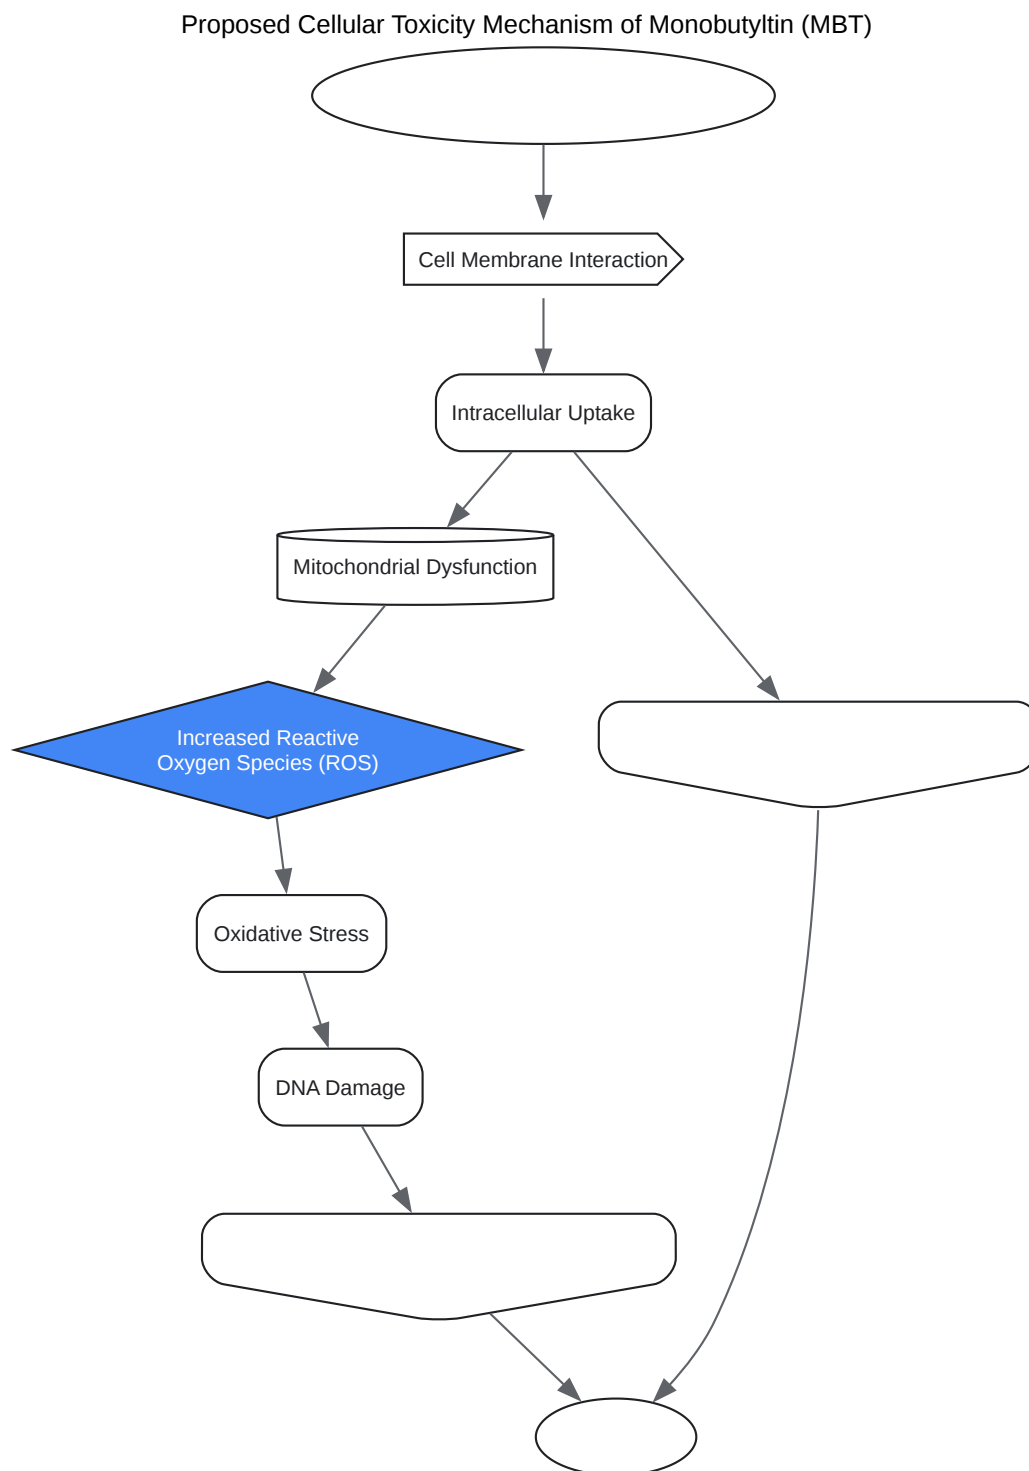 Proposed Cellular Toxicity Mechanism of Monobutyltin (MBT)
Cell Membrane Interaction
Intracellular Uptake
Mitochondrial Dysfunction
Increased Reactive
Oxygen Species (ROS)
Oxidative Stress
DNA Damage